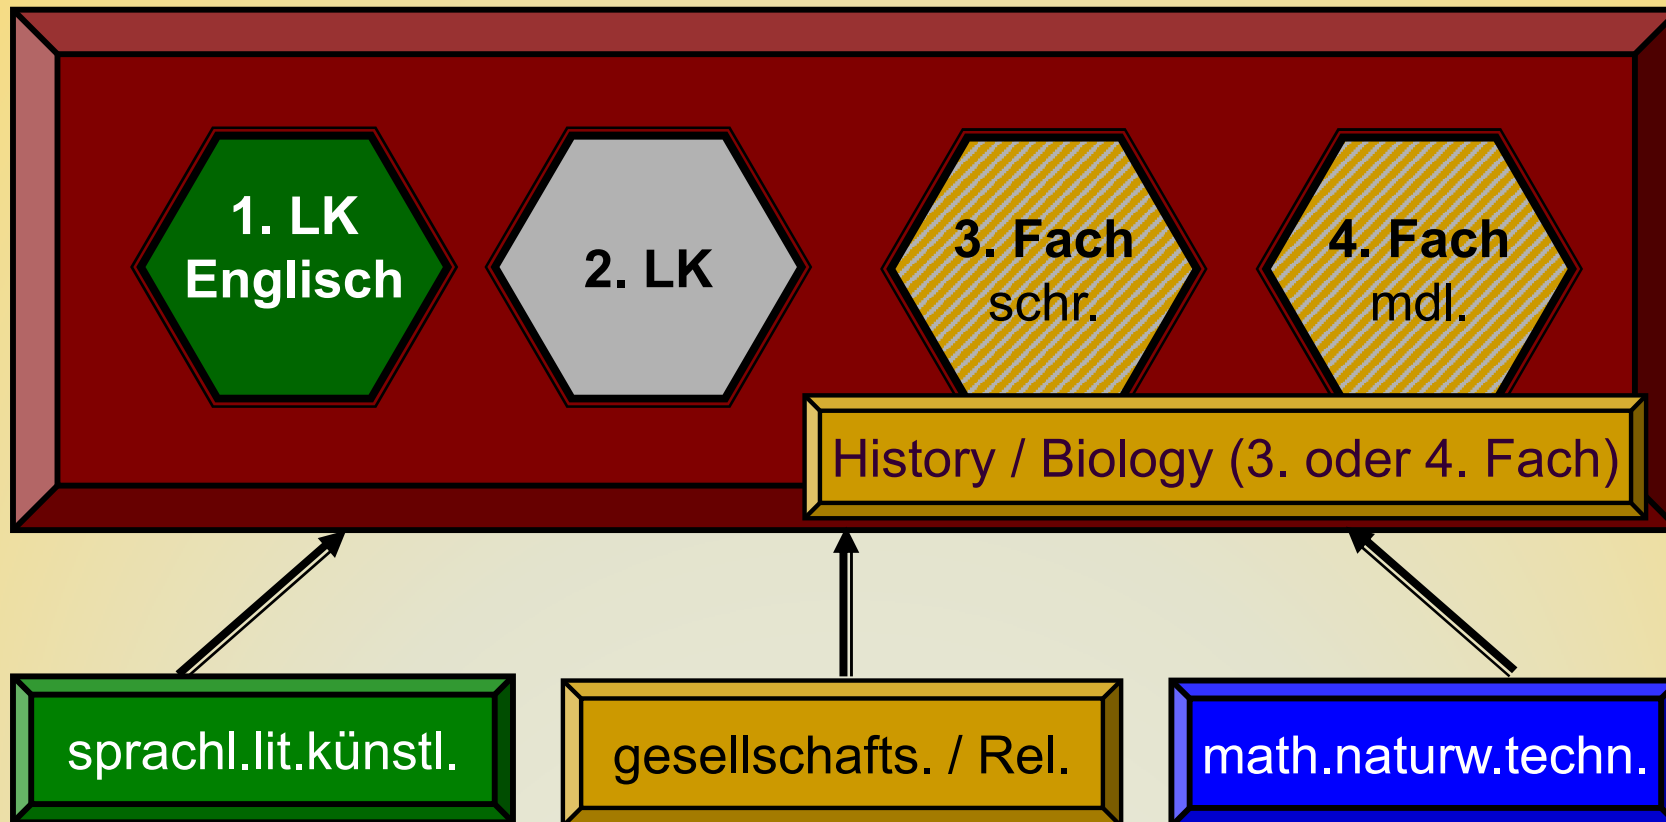 1. LK
Englisch
2. LK
3. Fach
schr.
4. Fach
mdl.
History / Biology (3. oder 4. Fach)
sprachl.lit.künstl.
gesellschafts. / Rel.
math.naturw.techn.